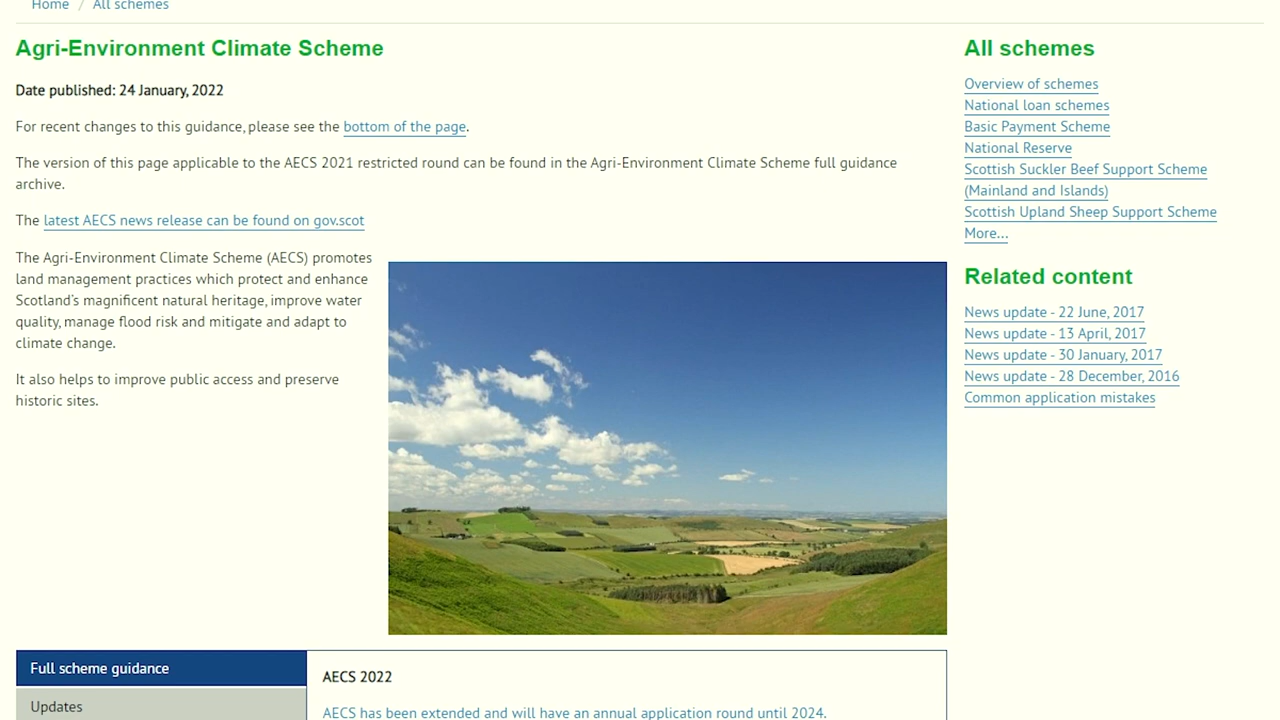 Home / All schemes
Agri-Environment Climate Scheme
Date published: 24 January, 2022
For recent changes to this guidance, please see the bottom of the page.
The version of this page applicable to the AECS 2021 restricted round can be found in the Agri-Environment Climate Scheme full guidance
archive.
The latest AECS news release can be found on gov.scot
The Agri-Environment Climate Scheme (AECS) promotes
land management practices which protect and enhance
Scotland's magnificent natural heritage, improve water
quality, manage flood risk and mitigate and adapt to
climate change.
It also helps to improve public access and preserve
historic sites.
Full scheme guidance
Updates
AECS 2022
AECS has been extended and will have an annual application round until 2024.
All schemes
Overview of schemes
National loan schemes
Basic Payment Scheme
National Reserve
Scottish Suckler Beef Support Scheme
(Mainland and Islands)
Scottish Upland Sheep Support Scheme
More...
Related content
News update - 22 June, 2017
News update - 13 April, 2017
News update - 30 January, 2017
News update - 28 December, 2016
Common application mistakes